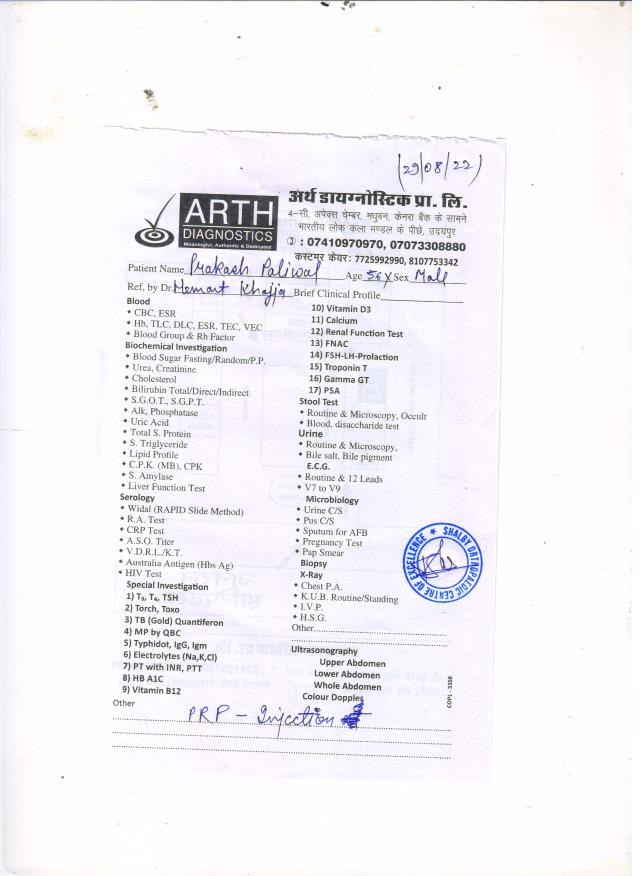 (29/08/22)
ARTH
DIAGNOSTICS
Meaningful, Authentic & Dedicated
अर्थ डायग्नोस्टिक प्रा. लि.
4-सी, अपेक्स चेम्बर, मधुबन, केनरा बैंक के सामने
भारतीय लोक कला मण्डल के पीछे, उदयपुर
: 07410970970, 07073308880
कस्टमर केयर: 7725992990, 8107753342
Patient Name Prakash Paliwal Age 56 Y Sex Mall
Ref, by Dr. Memart Khajja Brief Clinical Profile
Blood
CBC, ESR
Hb, TLC, DLC, ESR, TEC, VEC
Blood Group & Rh Factor
Biochemical Investigation
Blood Sugar Fasting/Random/P.P.
Urea, Creatinine
Cholesterol
Bilirubin Total/Direct/Indirect
S.G.O.T., S.G.P.T.
Alk, Phosphatase
Uric Acid
Total S. Protein
S. Triglyceride
Lipid Profile
C.P.K. (MB), CPK
S. Amylase
Liver Function Test
Serology
Widal (RAPID Slide Method)
R.A. Test
CRP Test
A.S.O. Titer
V.D.R.L./K.T.
Australia Antigen (Hbs Ag)
HIV Test
Special Investigation
1) T₃, T₄, TSH
2) Torch, Toxo
3) TB (Gold) Quantiferon
4) MP by QBC
5) Typhidot, IgG, Igm
6) Electrolytes (Na,K,Cl)
7) PT with INR, PTT
8) HB A1C
9) Vitamin B12
10) Vitamin D3
11) Calcium
12) Renal Function Test
13) FNAC
14) FSH-LH-Prolaction
15) Troponin T
16) Gamma GT
17) PSA
Stool Test
Routine & Microscopy, Occult
Blood, disaccharide test
Urine
Routine & Microscopy,
Bile salt, Bile pigment
E.C.G.
Routine & 12 Leads
V7 to V9
Microbiology
Urine C/S
Pus C/S
Sputum for AFB
Pregnancy Test
Pap Smear
Biopsy
X-Ray
Chest P.A.
K.U.B. Routine/Standing
I.V.P.
H.S.G.
Other
Ultrasonography
Upper Abdomen
Lower Abdomen
Whole Abdomen
Colour Doppler
SHALBY ORTHOPAEDIC CENTRE OF EXCELLENCE
COPL - 3358
Other
PRP - Injection